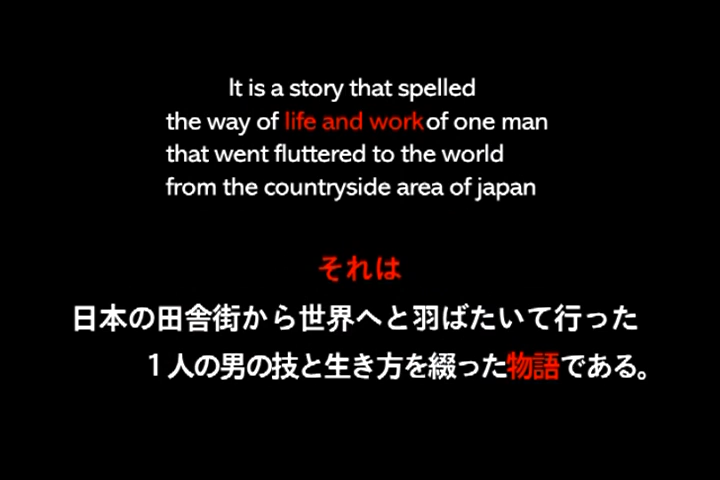 It is a story that spelled
the way of life and work of one man
that went fluttered to the world
from the countryside area of japan
それは
日本の田舎街から世界へと羽ばたいて行った
１人の男の技と生き方を綴った物語である。